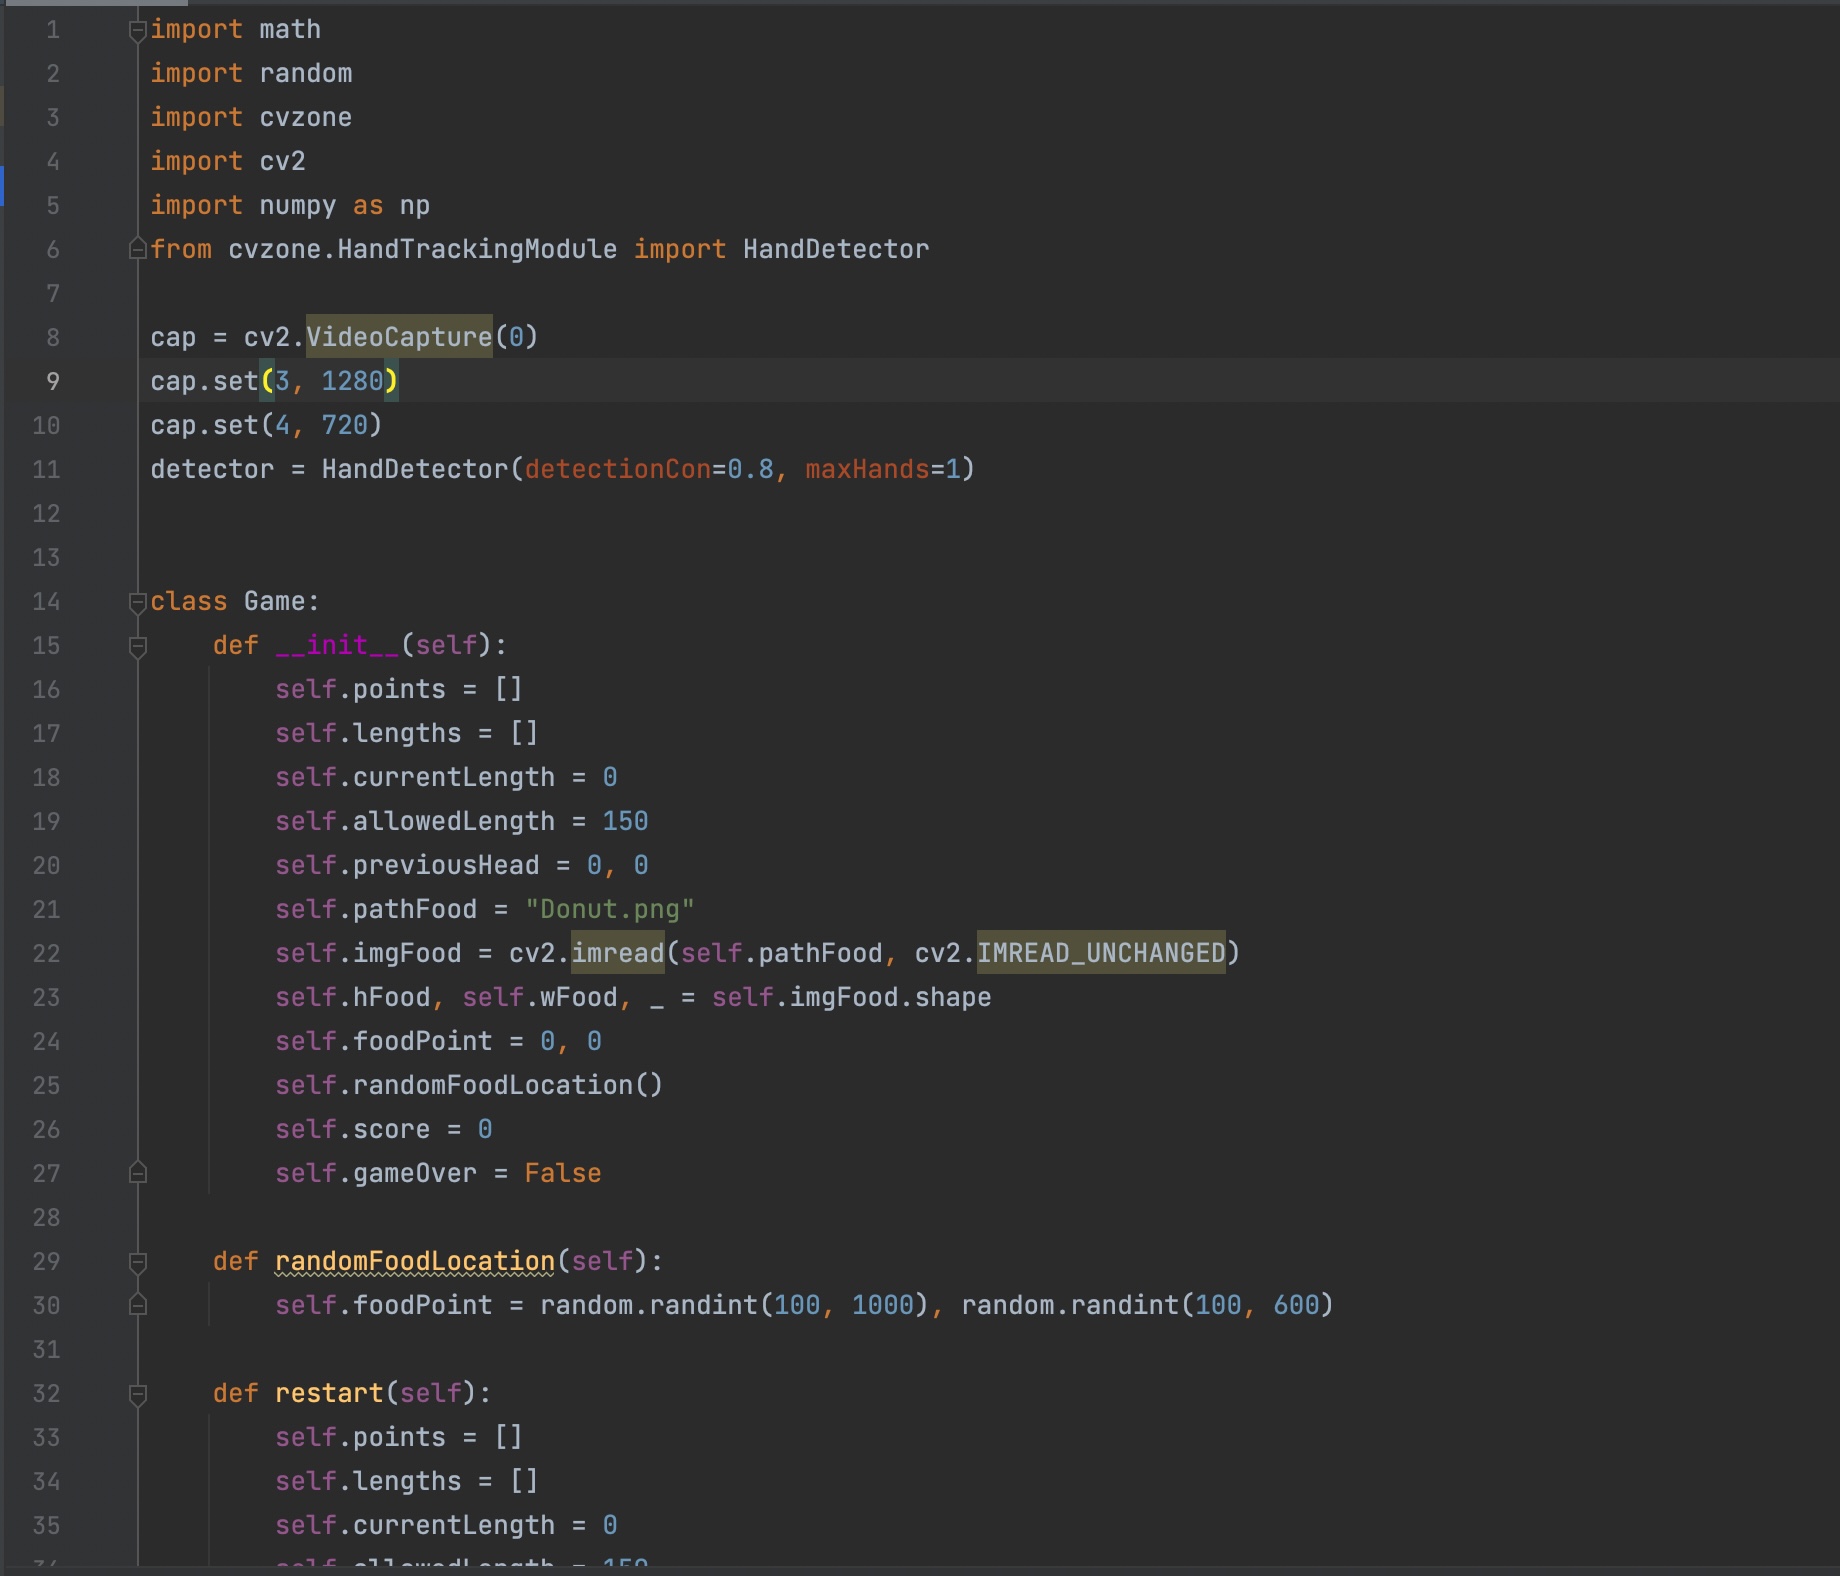 1 import math
2 import random
3 import cvzone
4 import cv2
5 import numpy as np
6 from cvzone.HandTrackingModule import HandDetector
7
8 cap = cv2.VideoCapture(0)
9 cap.set(3, 1280)
10 cap.set(4, 720)
11 detector = HandDetector(detectionCon=0.8, maxHands=1)
12
13
14 class Game:
15     def __init__(self):
16         self.points = []
17         self.lengths = []
18         self.currentLength = 0
19         self.allowedLength = 150
20         self.previousHead = 0, 0
21         self.pathFood = "Donut.png"
22         self.imgFood = cv2.imread(self.pathFood, cv2.IMREAD_UNCHANGED)
23         self.hFood, self.wFood, _ = self.imgFood.shape
24         self.foodPoint = 0, 0
25         self.randomFoodLocation()
26         self.score = 0
27         self.gameOver = False
28
29     def randomFoodLocation(self):
30         self.foodPoint = random.randint(100, 1000), random.randint(100, 600)
31
32     def restart(self):
33         self.points = []
34         self.lengths = []
35         self.currentLength = 0
36         self.allowedLength = 150